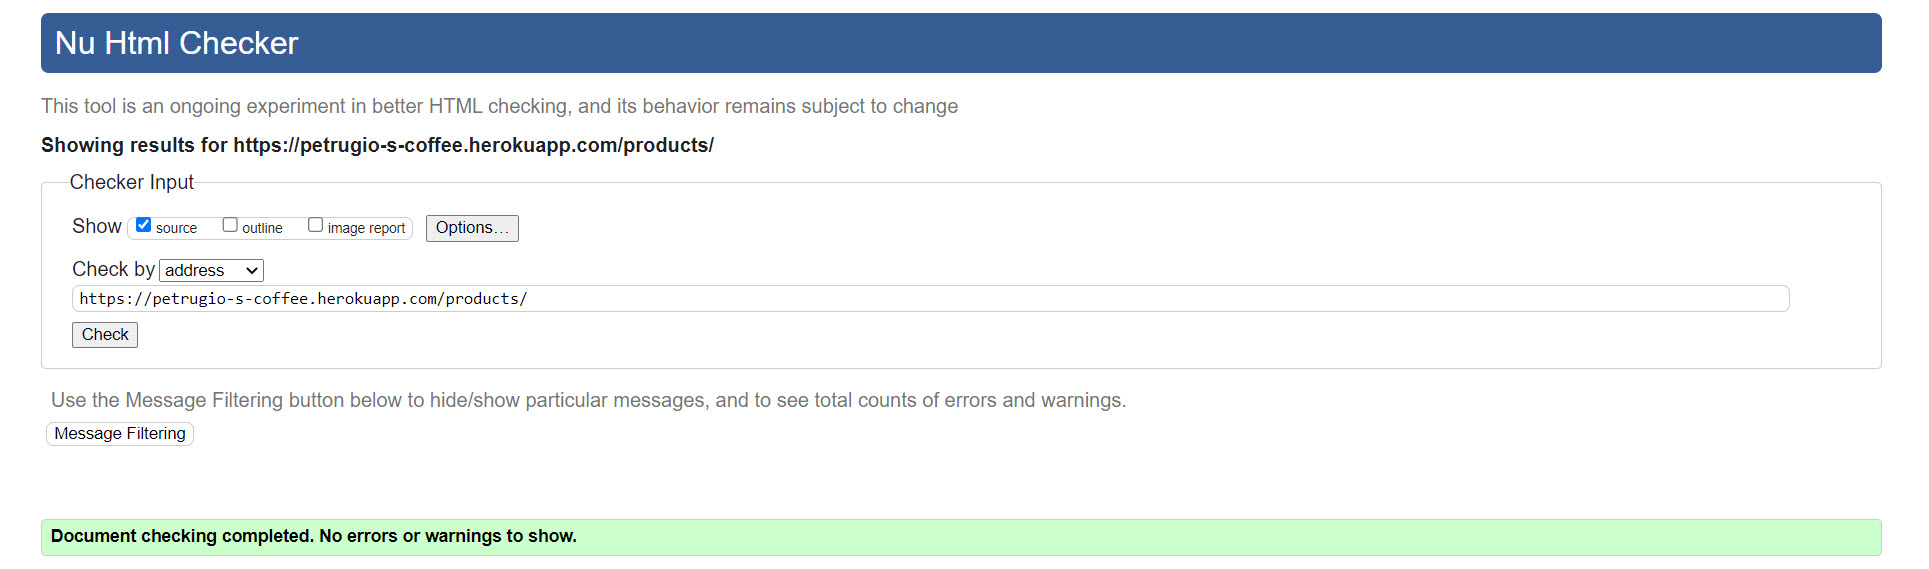 Nu Html Checker
This tool is an ongoing experiment in better HTML checking, and its behavior remains subject to change
Showing results for https://petrugio-s-coffee.herokuapp.com/products/
Checker Input
Show source outline image report Options...
Check by address
https://petrugio-s-coffee.herokuapp.com/products/
Check
Use the Message Filtering button below to hide/show particular messages, and to see total counts of errors and warnings.
Message Filtering
Document checking completed. No errors or warnings to show.